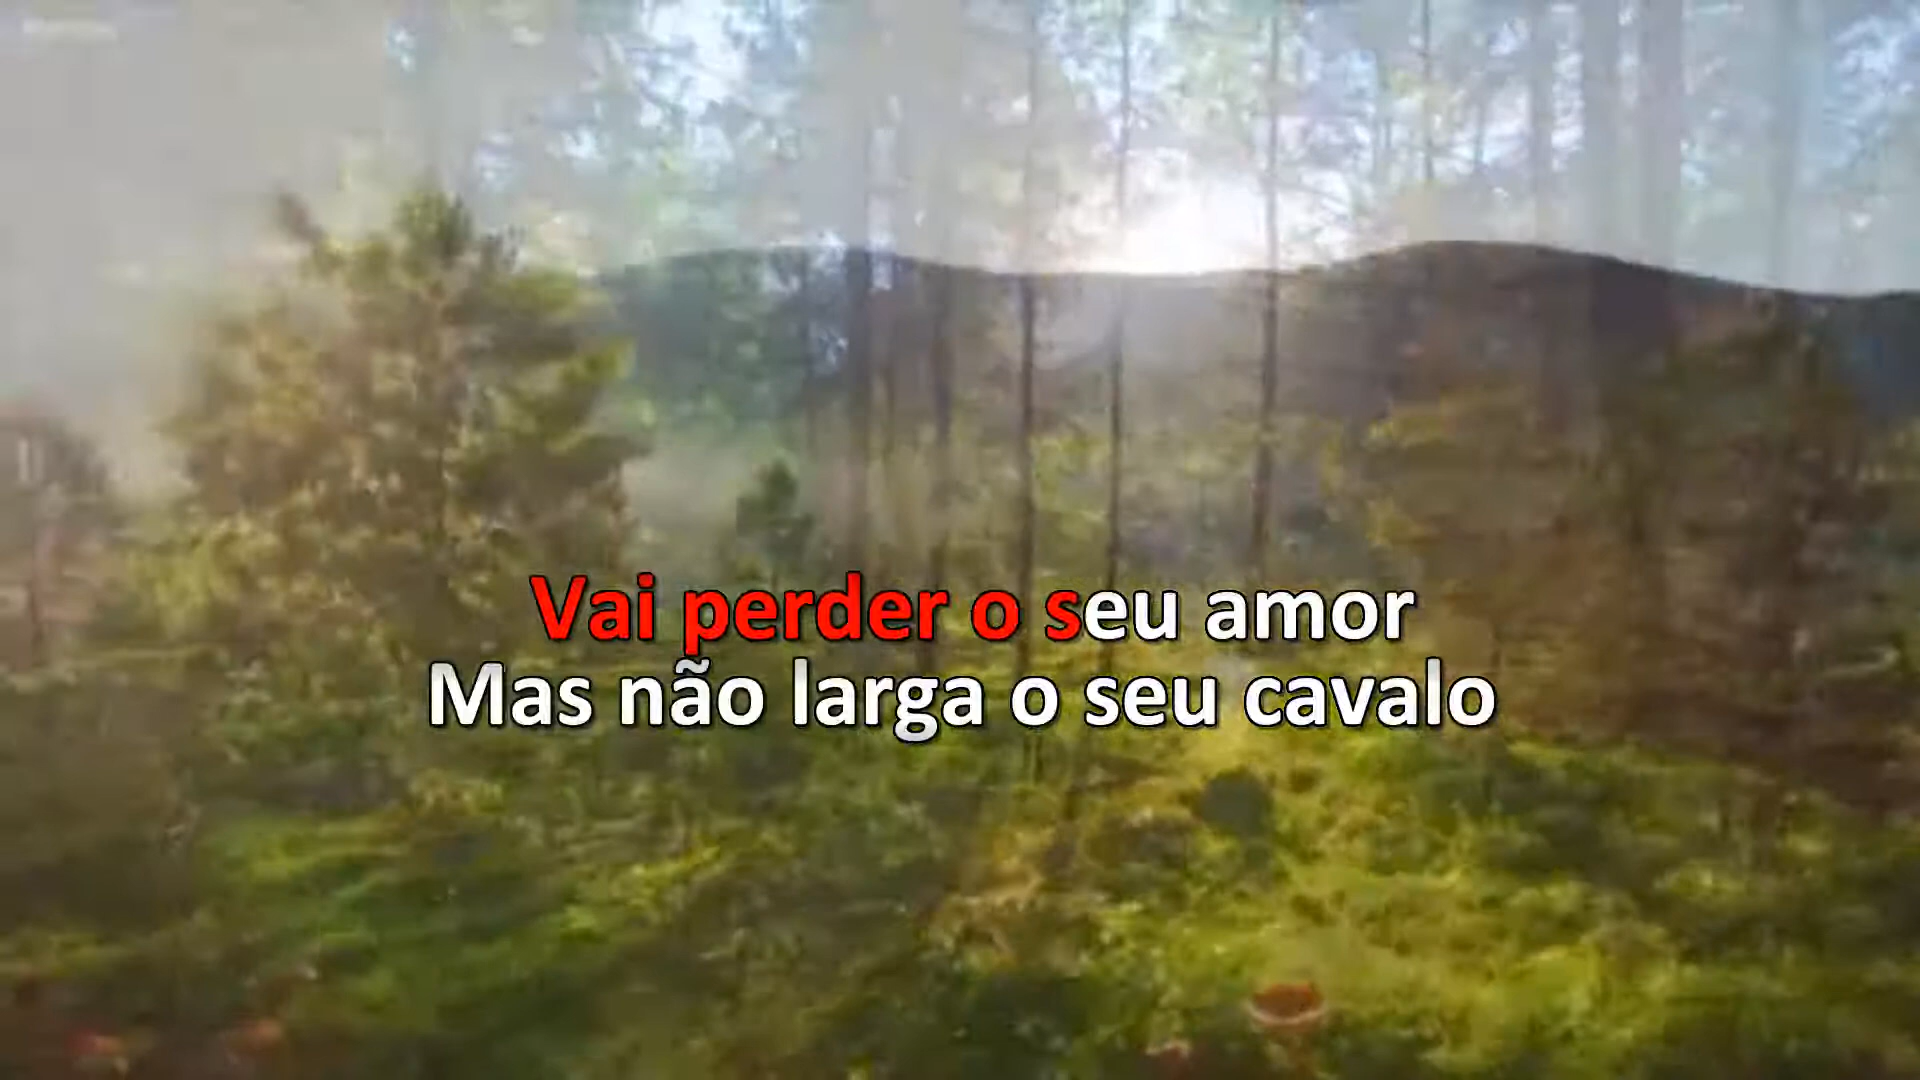 Vai perder o seu amor
Mas não larga o seu cavalo